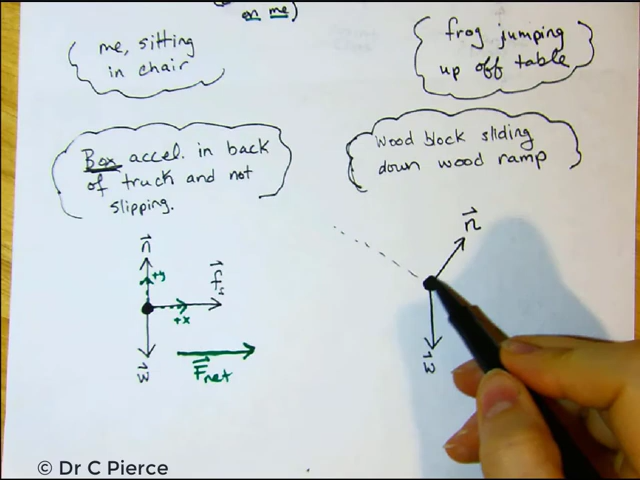 on me)
me, sitting
in chair
frog jumping
up off table
Box accel. in back
of truck and not
slipping.
wood block sliding
down wood ramp
n
+y
fs
+x
w
Fnet
n
w
© Dr C Pierce